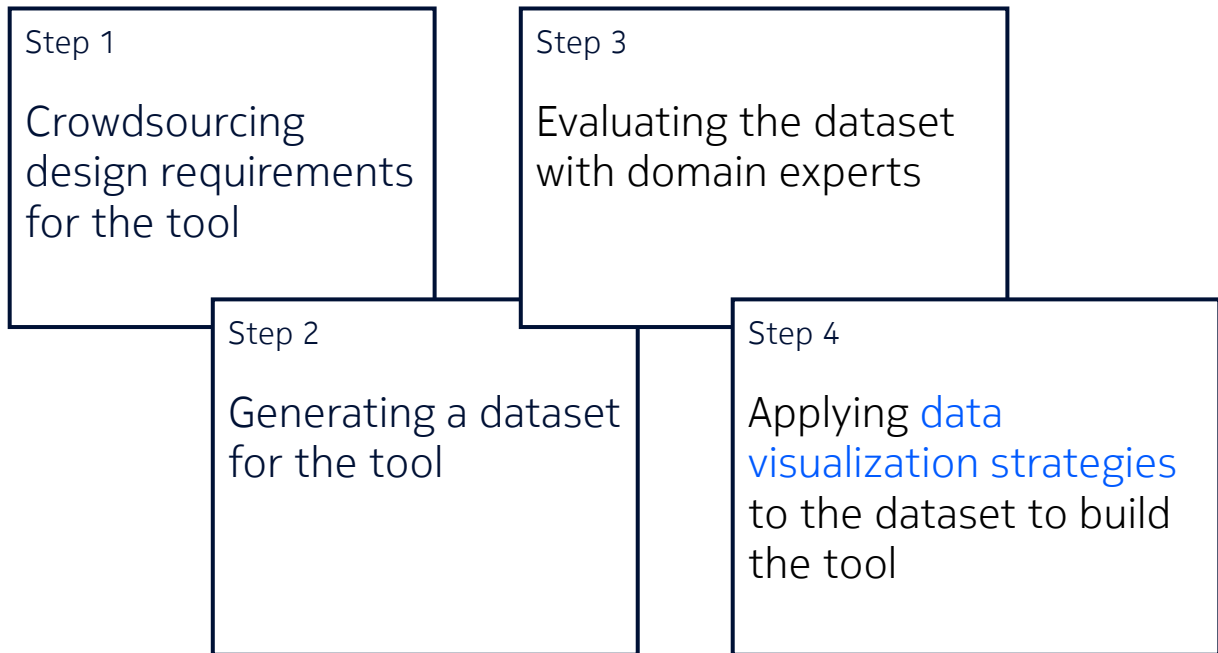 Step 1
Crowdsourcing
design requirements
for the tool
Step 2
Generating a dataset
for the tool
Step 3
Evaluating the dataset
with domain experts
Step 4
Applying data
visualization strategies
to the dataset to build
the tool